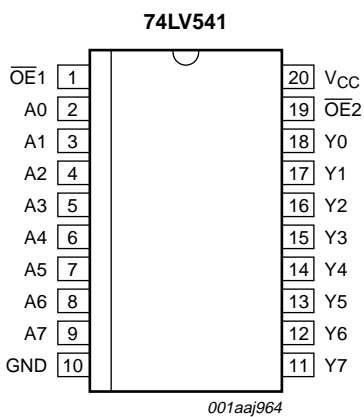 74LV541
O̅E̅1 1 20 VCC
A0 2 19 O̅E̅2
A1 3 18 Y0
A2 4 17 Y1
A3 5 16 Y2
A4 6 15 Y3
A5 7 14 Y4
A6 8 13 Y5
A7 9 12 Y6
GND 10 11 Y7
001aaj964